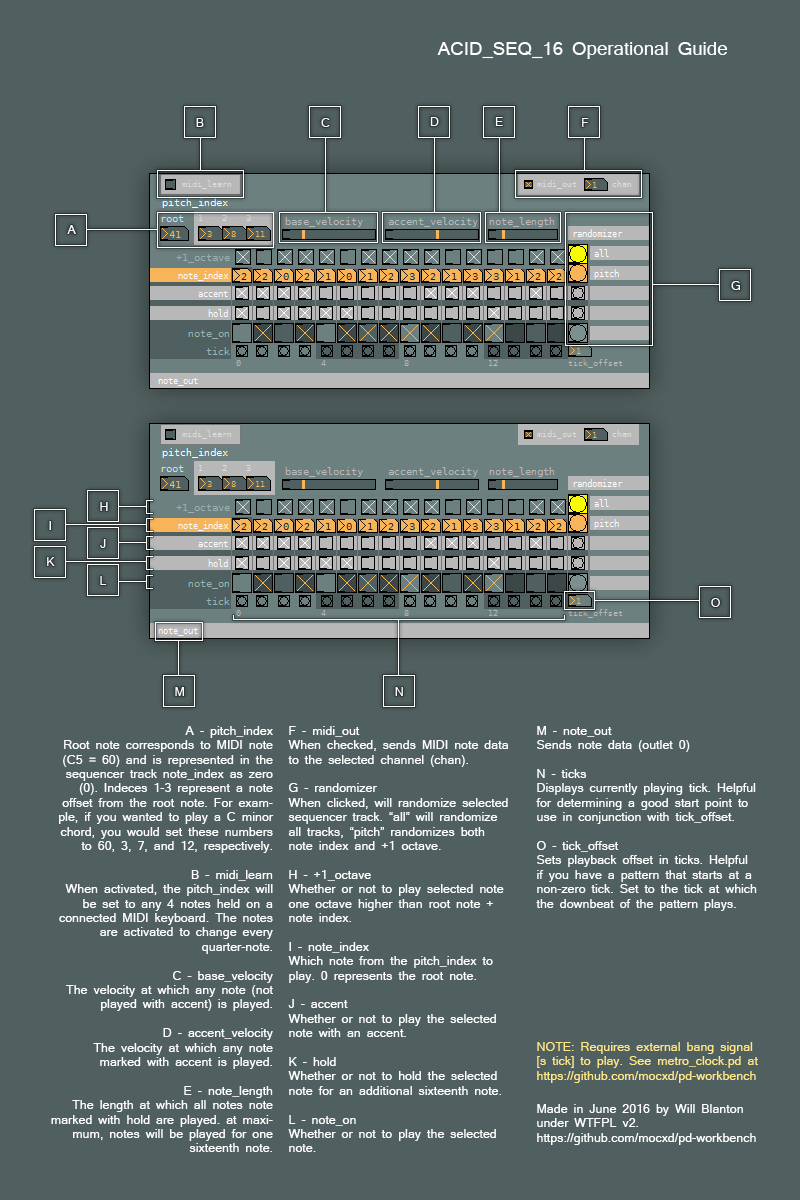 ACID_SEQ_16 Operational Guide
B
C
D
E
F
A
G
midi_learn
midi_out
1
chan
pitch_index
root
1 2 3
41
3
8
11
base_velocity
accent_velocity
note_length
randomizer
+1_octave
all
note_index
2 2 0 2 1 0 1 2 3 2 1 3 3 1 2 2
pitch
accent
hold
note_on
tick
1
0 4 8 12
tick_offset
note_out
midi_learn
midi_out
1
chan
pitch_index
root
1 2 3
41
3
8
11
base_velocity
accent_velocity
note_length
randomizer
H
+1_octave
all
I
note_index
2 2 0 2 1 0 1 2 3 2 1 3 3 1 2 2
pitch
J
accent
K
hold
L
note_on
tick
1
O
0 4 8 12
tick_offset
note_out
M
N
A - pitch_index
Root note corresponds to MIDI note
(C5 = 60) and is represented in the
sequencer track note_index as zero
(0). Indeces 1-3 represent a note
offset from the root note. For exam-
ple, if you wanted to play a C minor
chord, you would set these numbers
to 60, 3, 7, and 12, respectively.
B - midi_learn
When activated, the pitch_index will
be set to any 4 notes held on a
connected MIDI keyboard. The notes
are activated to change every
quarter-note.
C - base_velocity
The velocity at which any note (not
played with accent) is played.
D - accent_velocity
The velocity at which any note
marked with accent is played.
E - note_length
The length at which all notes note
marked with hold are played. at maxi-
mum, notes will be played for one
sixteenth note.
F - midi_out
When checked, sends MIDI note data
to the selected channel (chan).
G - randomizer
When clicked, will randomize selected
sequencer track. “all” will randomize
all tracks, “pitch” randomizes both
note index and +1 octave.
H - +1_octave
Whether or not to play selected note
one octave higher than root note +
note index.
I - note_index
Which note from the pitch_index to
play. 0 represents the root note.
J - accent
Whether or not to play the selected
note with an accent.
K - hold
Whether or not to hold the selected
note for an additional sixteenth note.
L - note_on
Whether or not to play the selected
note.
M - note_out
Sends note data (outlet 0)
N - ticks
Displays currently playing tick. Helpful
for determining a good start point to
use in conjunction with tick_offset.
O - tick_offset
Sets playback offset in ticks. Helpful
if you have a pattern that starts at a
non-zero tick. Set to the tick at which
the downbeat of the pattern plays.
NOTE: Requires external bang signal
[s tick] to play. See metro_clock.pd at
https://github.com/mocxd/pd-workbench
Made in June 2016 by Will Blanton
under WTFPL v2.
https://github.com/mocxd/pd-workbench